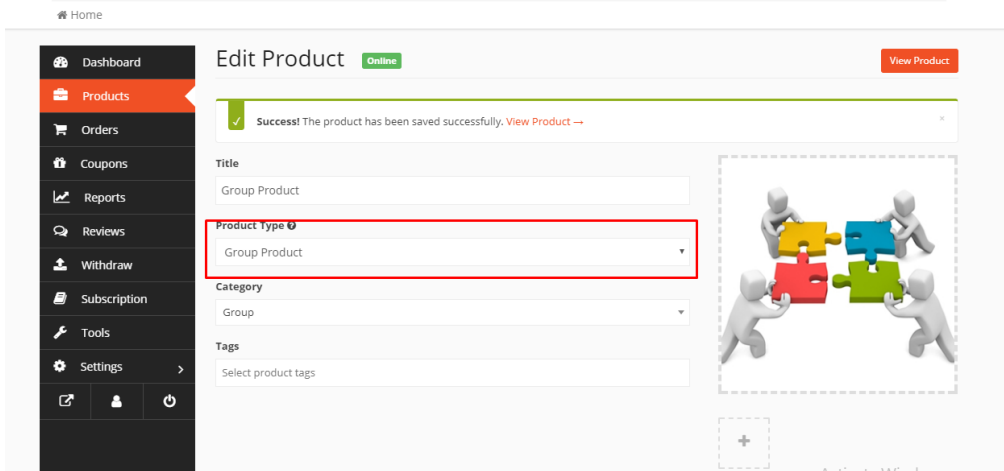 Home
Dashboard
Products
Orders
Coupons
Reports
Reviews
Withdraw
Subscription
Tools
Settings
Edit Product Online
View Product
Success! The product has been saved successfully. View Product →
Title
Group Product
Product Type
Group Product
Category
Group
Tags
Select product tags